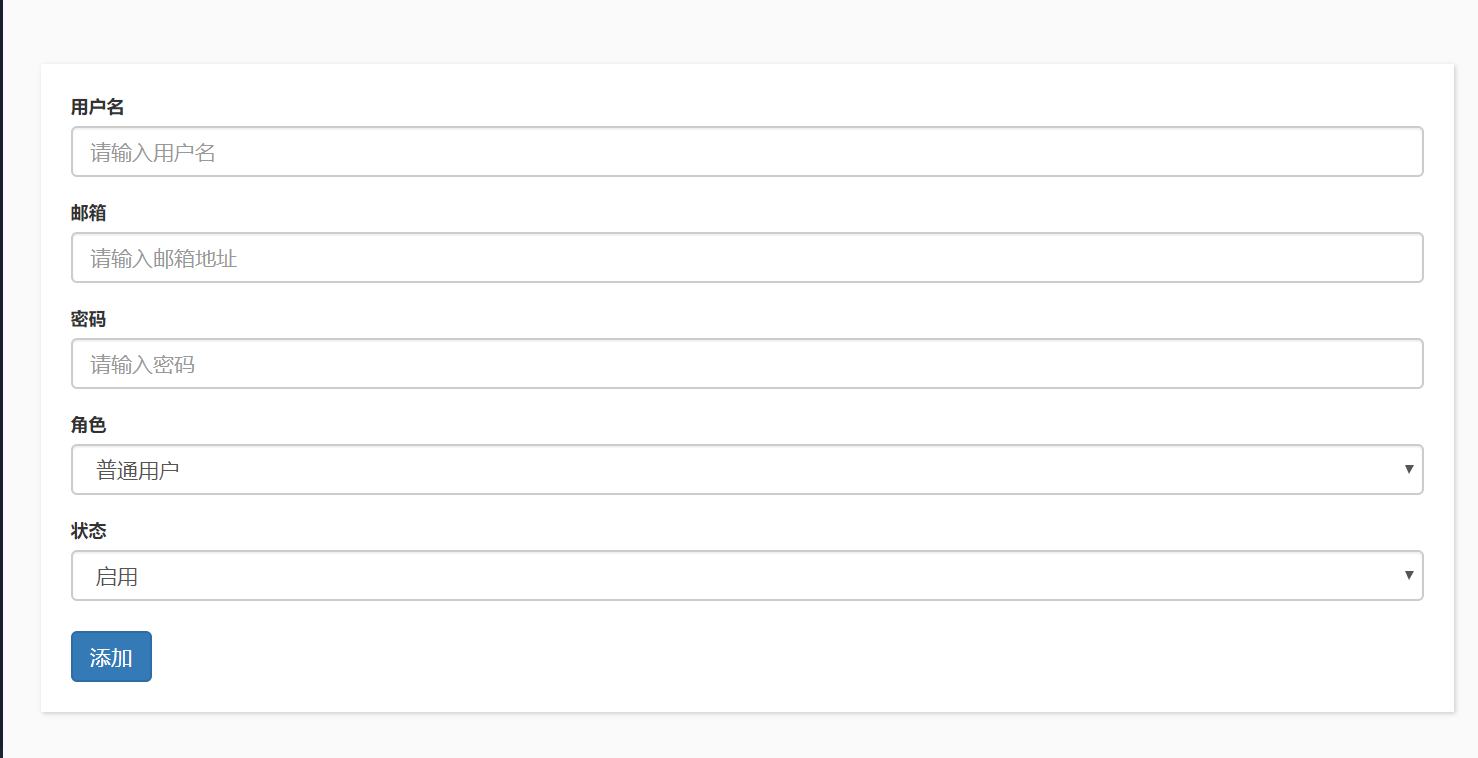 用户名
请输入用户名
邮箱
请输入邮箱地址
密码
请输入密码
角色
普通用户
状态
启用
添加